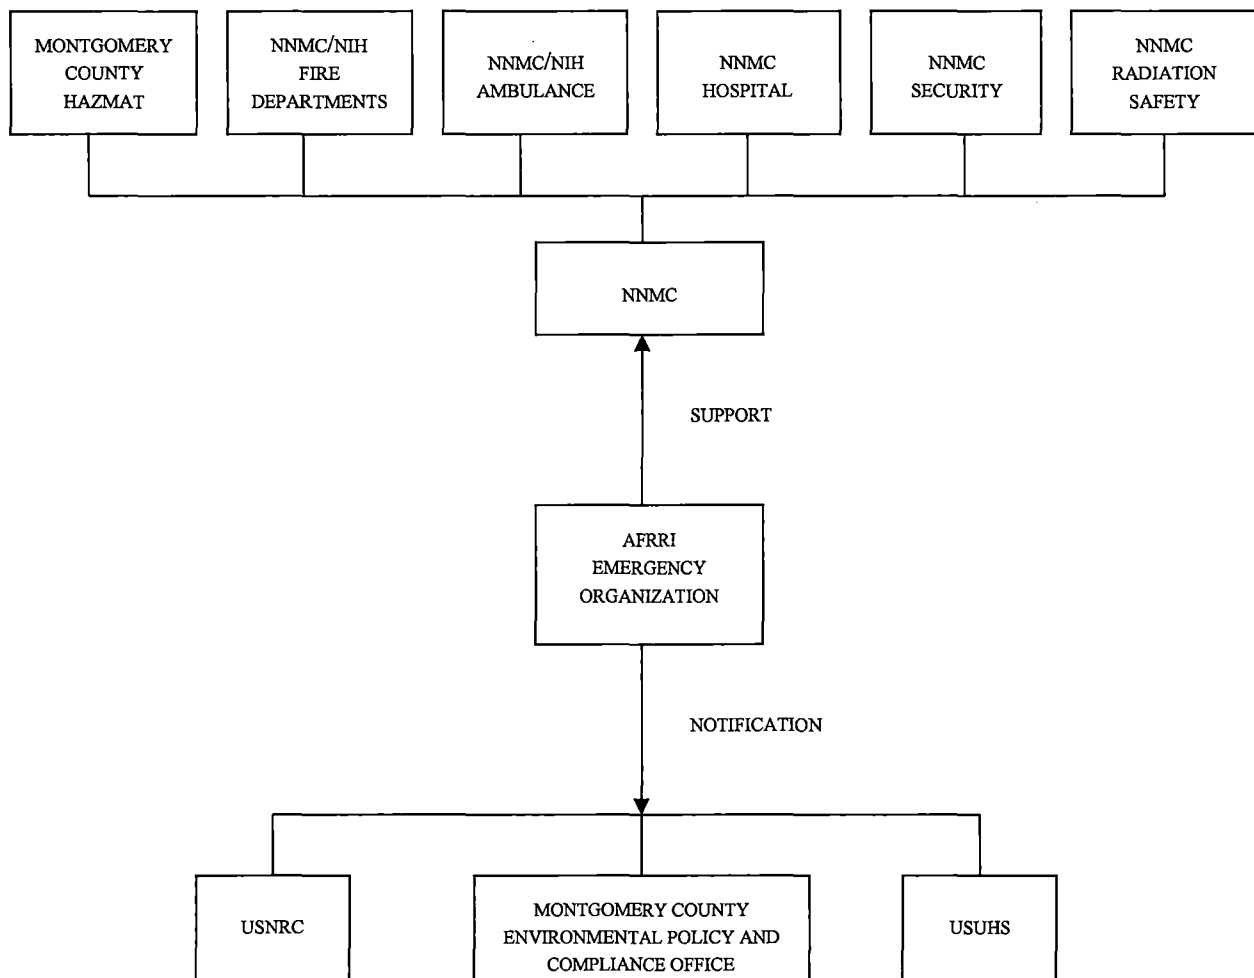 MONTGOMERY
COUNTY
HAZMAT
NNMC/NIH
FIRE
DEPARTMENTS
NNMC/NIH
AMBULANCE
NNMC
HOSPITAL
NNMC
SECURITY
NNMC
RADIATION
SAFETY
NNMC
SUPPORT
AFRRI
EMERGENCY
ORGANIZATION
NOTIFICATION
USNRC
MONTGOMERY COUNTY
ENVIRONMENTAL POLICY AND
COMPLIANCE OFFICE
USUHS